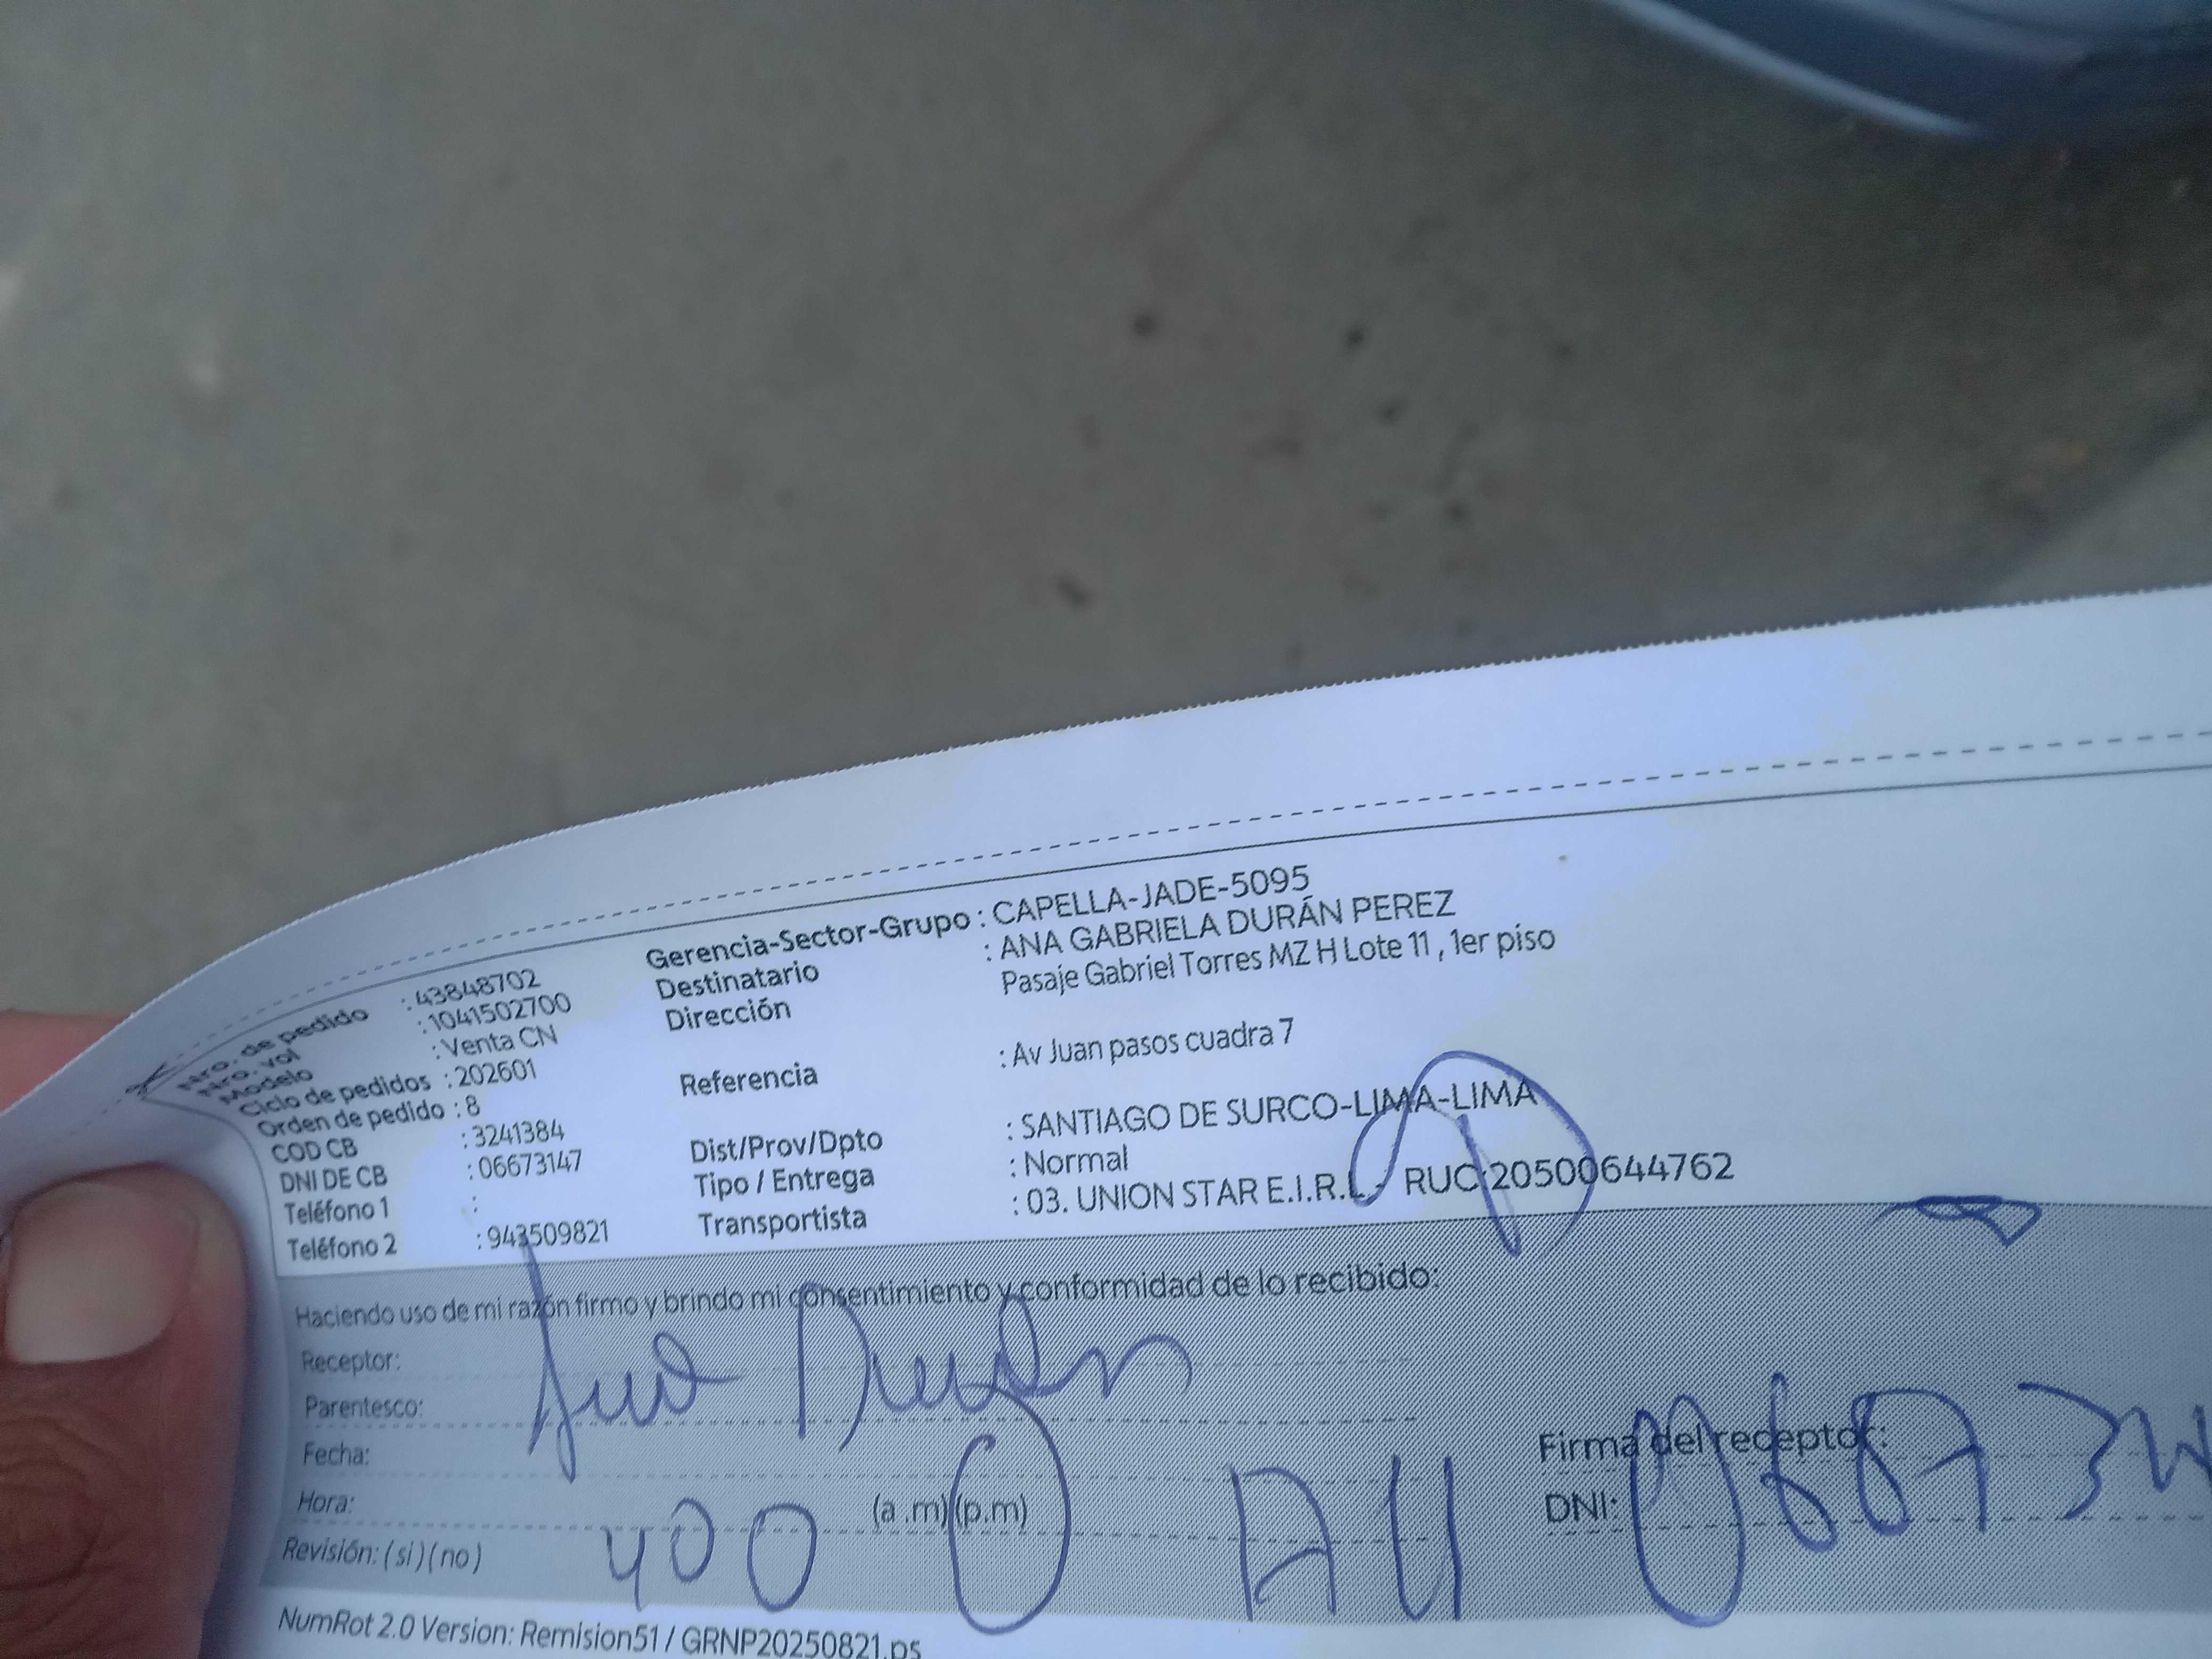 Nro. de pedido : 43848702
Nro. vol : 1041502700
Modelo : Venta CN
Ciclo de pedidos : 202601
Orden de pedido : 8
COD CB : 3241384
DNI DE CB : 06673147
Teléfono 1 :
Teléfono 2 : 943509821
Gerencia-Sector-Grupo : CAPELLA-JADE-5095
Destinatario : ANA GABRIELA DURÁN PEREZ
Dirección Pasaje Gabriel Torres MZ H Lote 11 , 1er piso
Referencia : Av Juan pasos cuadra 7
Dist/Prov/Dpto : SANTIAGO DE SURCO-LIMA-LIMA
Tipo / Entrega : Normal
Transportista : 03. UNION STAR E.I.R.L - RUC:20500644762
Haciendo uso de mi razón firmo y brindo mi consentimiento y conformidad de lo recibido:
Receptor:
Parentesco:
Fecha:
Firma del receptor:
Hora: 400 (a.m)(p.m)
DNI:
Revisión: (si)(no)
NumRot 2.0 Version: Remision51 / GRNP20250821.ps